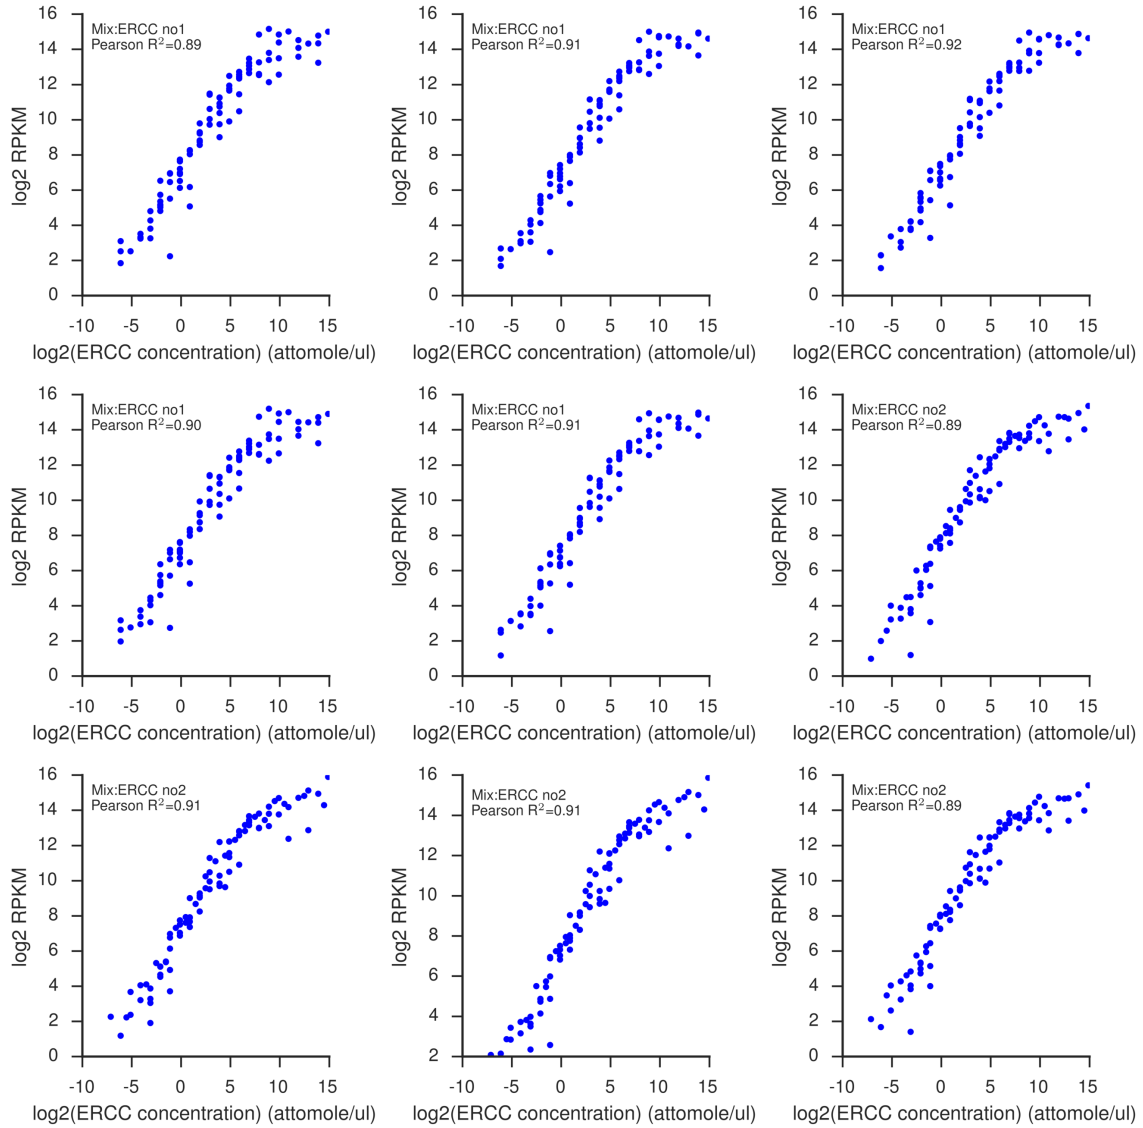 Mix:ERCC no1
Pearson R²=0.89
16
14
12
10
8
6
4
2
0
log2 RPKM
-10 -5 0 5 10 15
log2(ERCC concentration) (attomole/ul)
Mix:ERCC no1
Pearson R²=0.91
16
14
12
10
8
6
4
2
0
log2 RPKM
-10 -5 0 5 10 15
log2(ERCC concentration) (attomole/ul)
Mix:ERCC no1
Pearson R²=0.92
16
14
12
10
8
6
4
2
0
log2 RPKM
-10 -5 0 5 10 15
log2(ERCC concentration) (attomole/ul)
Mix:ERCC no1
Pearson R²=0.90
16
14
12
10
8
6
4
2
0
log2 RPKM
-10 -5 0 5 10 15
log2(ERCC concentration) (attomole/ul)
Mix:ERCC no1
Pearson R²=0.91
16
14
12
10
8
6
4
2
0
log2 RPKM
-10 -5 0 5 10 15
log2(ERCC concentration) (attomole/ul)
Mix:ERCC no2
Pearson R²=0.89
16
14
12
10
8
6
4
2
0
log2 RPKM
-10 -5 0 5 10 15
log2(ERCC concentration) (attomole/ul)
Mix:ERCC no2
Pearson R²=0.91
16
14
12
10
8
6
4
2
0
log2 RPKM
-10 -5 0 5 10 15
log2(ERCC concentration) (attomole/ul)
Mix:ERCC no2
Pearson R²=0.91
16
14
12
10
8
6
4
2
log2 RPKM
-10 -5 0 5 10 15
log2(ERCC concentration) (attomole/ul)
Mix:ERCC no2
Pearson R²=0.89
16
14
12
10
8
6
4
2
0
log2 RPKM
-10 -5 0 5 10 15
log2(ERCC concentration) (attomole/ul)